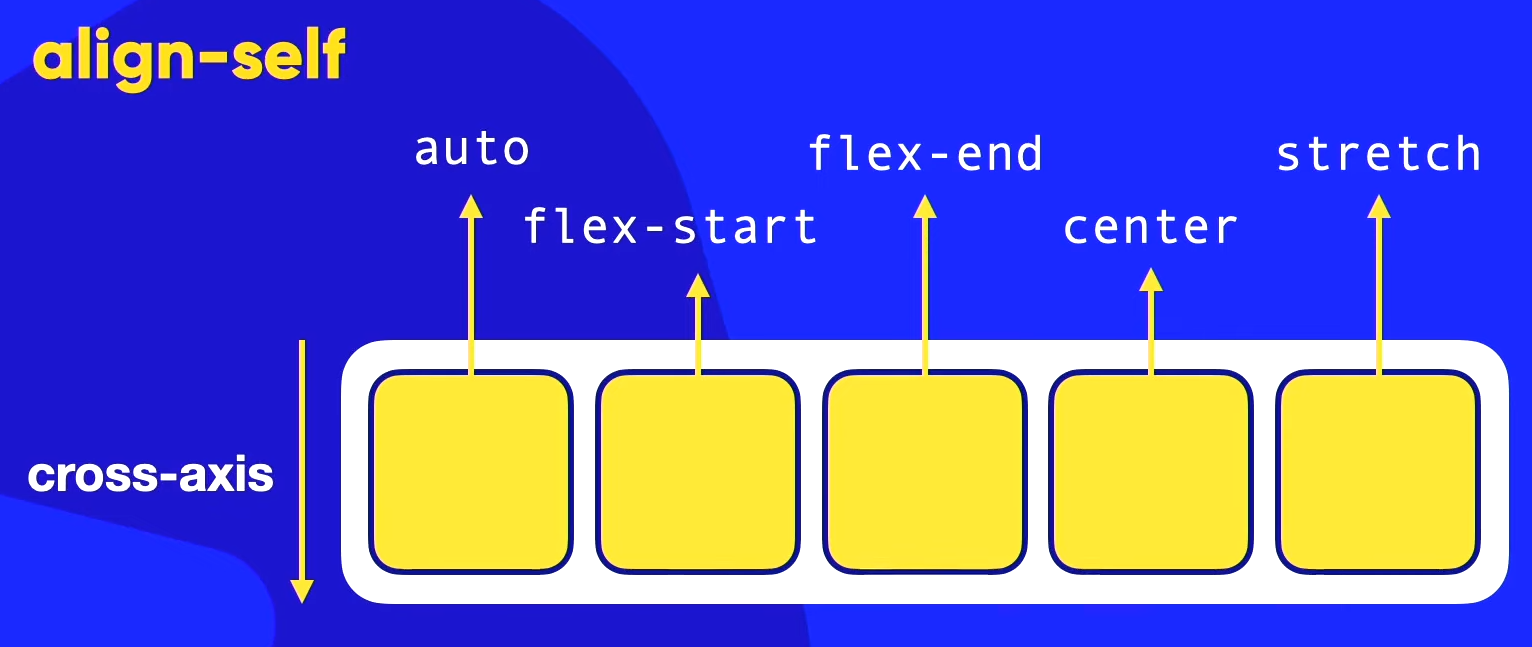 align-self
auto
flex-end
stretch
flex-start
center
cross-axis